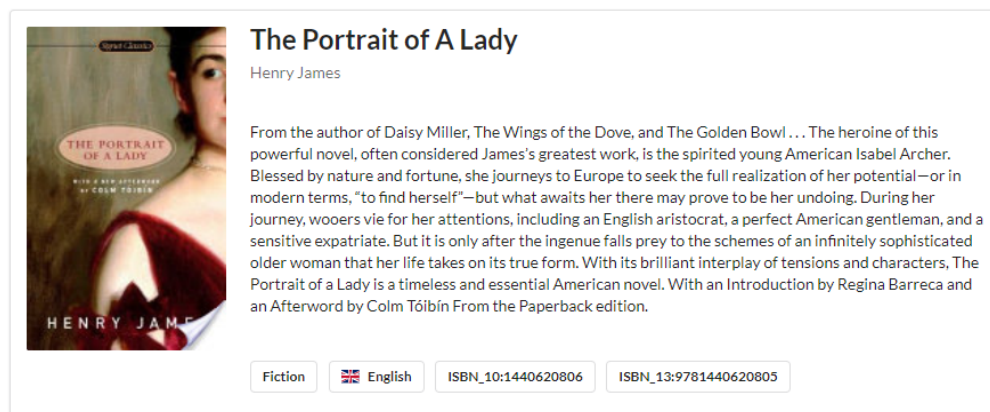 Signet Classics
THE PORTRAIT
OF A LADY
WITH A NEW AFTERWORD
BY COLM TÓIBÍN
HENRY JAME
The Portrait of A Lady
Henry James
From the author of Daisy Miller, The Wings of the Dove, and The Golden Bowl . . . The heroine of this
powerful novel, often considered James's greatest work, is the spirited young American Isabel Archer.
Blessed by nature and fortune, she journeys to Europe to seek the full realization of her potential—or in
modern terms, “to find herself”—but what awaits her there may prove to be her undoing. During her
journey, wooers vie for her attentions, including an English aristocrat, a perfect American gentleman, and a
sensitive expatriate. But it is only after the ingenue falls prey to the schemes of an infinitely sophisticated
older woman that her life takes on its true form. With its brilliant interplay of tensions and characters, The
Portrait of a Lady is a timeless and essential American novel. With an Introduction by Regina Barreca and
an Afterword by Colm Tóibín From the Paperback edition.
Fiction
English
ISBN_10:1440620806
ISBN_13:9781440620805